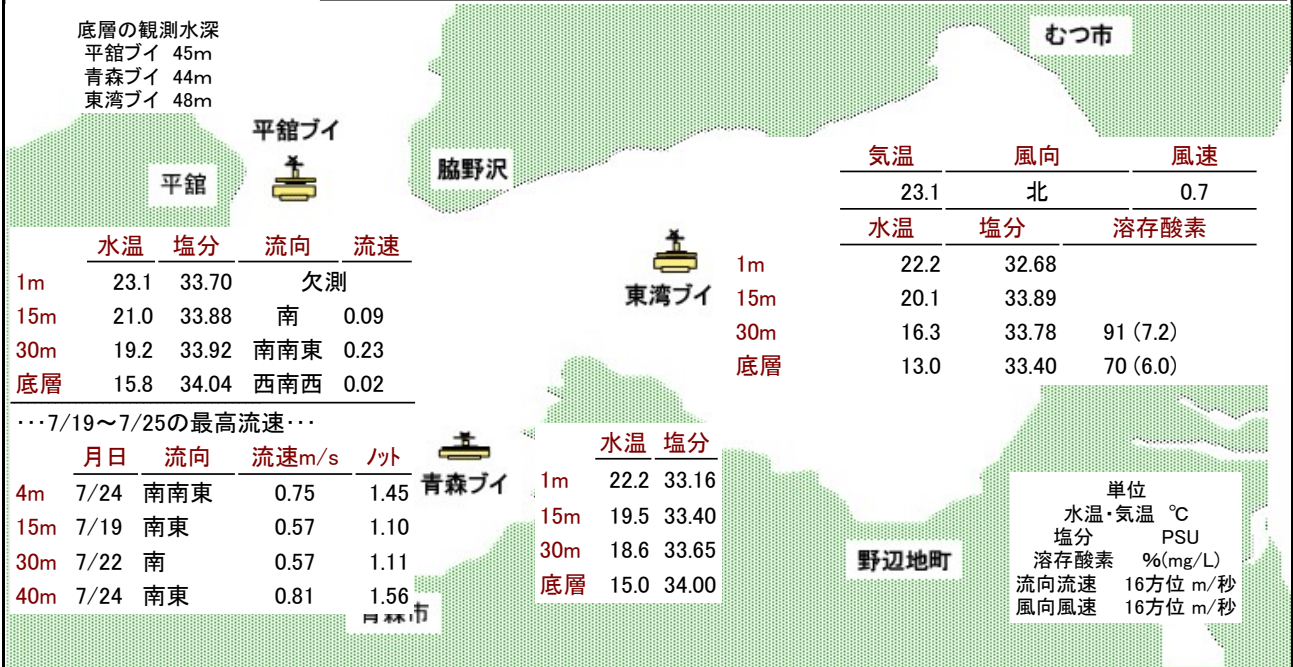 底層の観測水深
平舘ブイ 45m
青森ブイ 44m
東湾ブイ 48m
むつ市
平舘ブイ
平舘
脇野沢
気温 風向 風速
23.1 北 0.7
水温 塩分 溶存酸素
1m 22.2 32.68
15m 20.1 33.89
30m 16.3 33.78 91 (7.2)
底層 13.0 33.40 70 (6.0)
東湾ブイ
水温 塩分 流向 流速
1m 23.1 33.70 欠測
15m 21.0 33.88 南 0.09
30m 19.2 33.92 南南東 0.23
底層 15.8 34.04 西南西 0.02
…7/19～7/25の最高流速…
月日 流向 流速m/s ノット
4m 7/24 南南東 0.75 1.45
15m 7/19 南東 0.57 1.10
30m 7/22 南 0.57 1.11
40m 7/24 南東 0.81 1.56
青森ブイ
水温 塩分
1m 22.2 33.16
15m 19.5 33.40
30m 18.6 33.65
底層 15.0 34.00
青森市
野辺地町
単位
水温・気温 ℃
塩分 PSU
溶存酸素 %(mg/L)
流向流速 16方位 m/秒
風向風速 16方位 m/秒